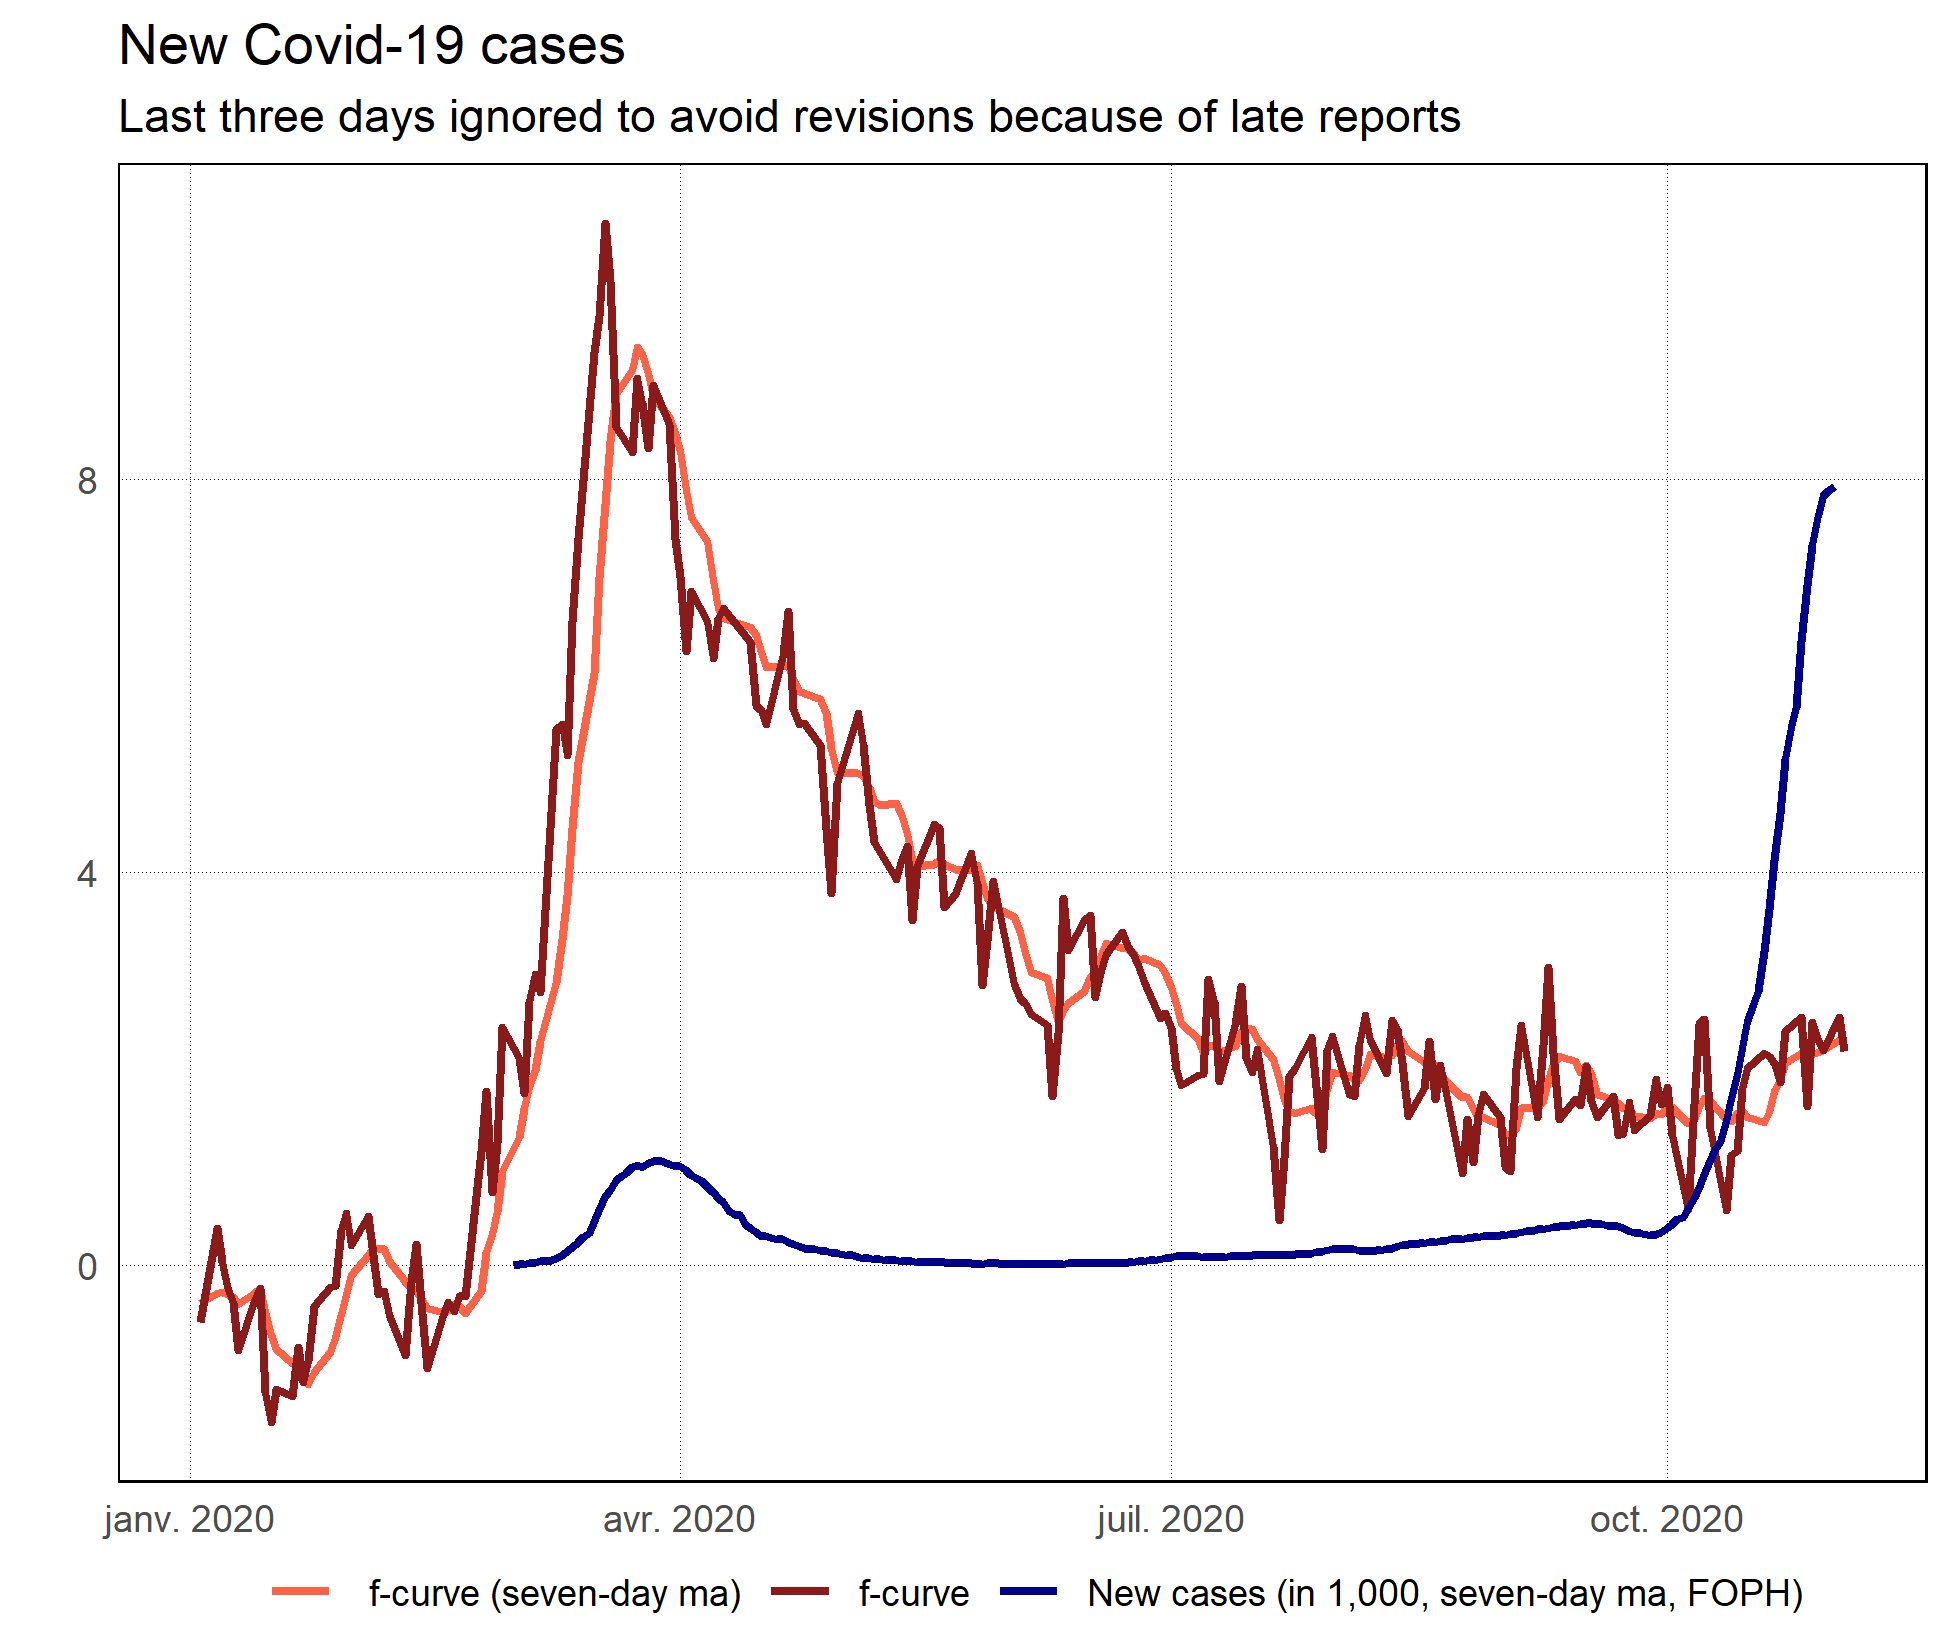 New Covid-19 cases
Last three days ignored to avoid revisions because of late reports
8
4
0
janv. 2020 avr. 2020 juil. 2020 oct. 2020
f-curve (seven-day ma) f-curve New cases (in 1,000, seven-day ma, FOPH)